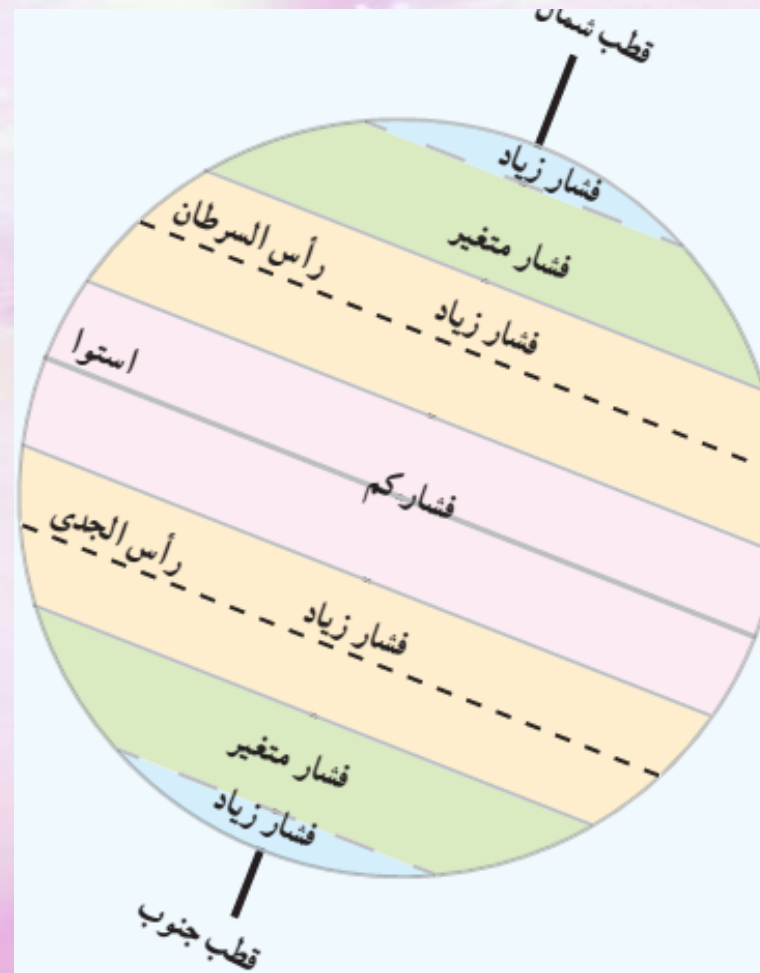 قطب شمال
فشار زیاد
فشار متغیر
رأس السرطان
فشار زیاد
استوا
فشار کم
رأس الجدی
فشار زیاد
فشار متغیر
فشار زیاد
قطب جنوب